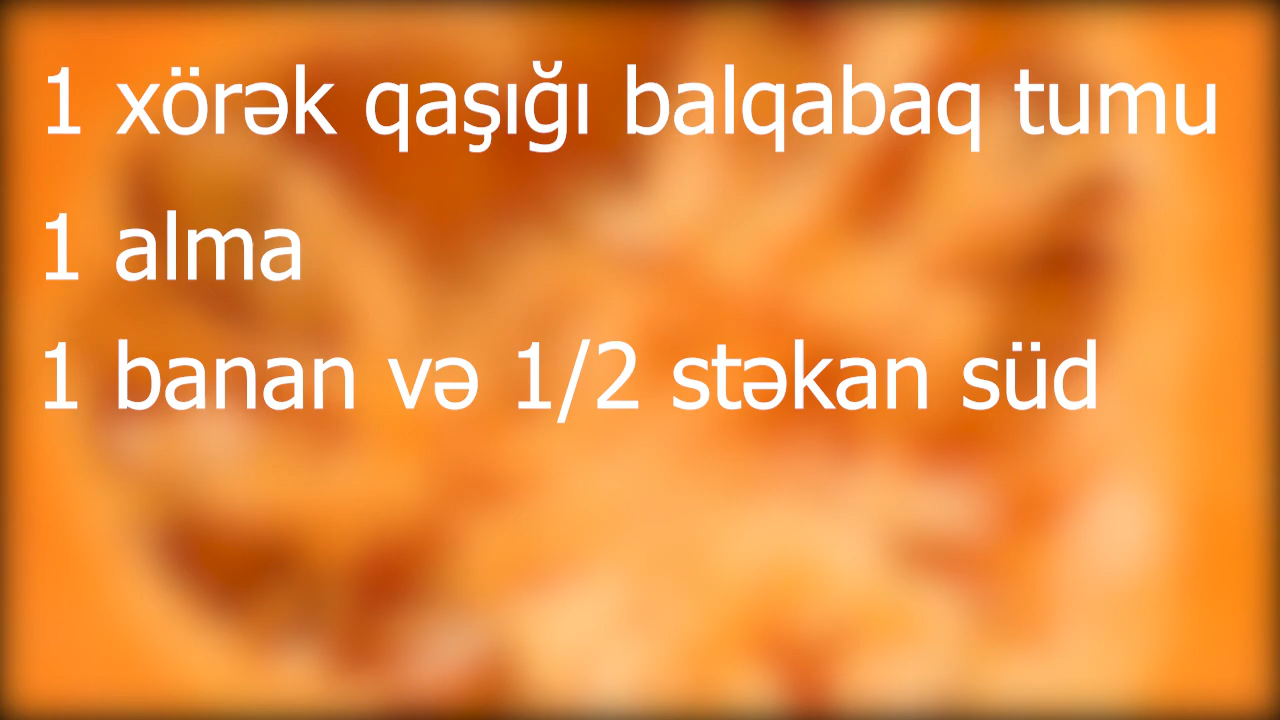 1 xörək qaşığı balqabaq tumu
1 alma
1 banan və 1/2 stəkan süd